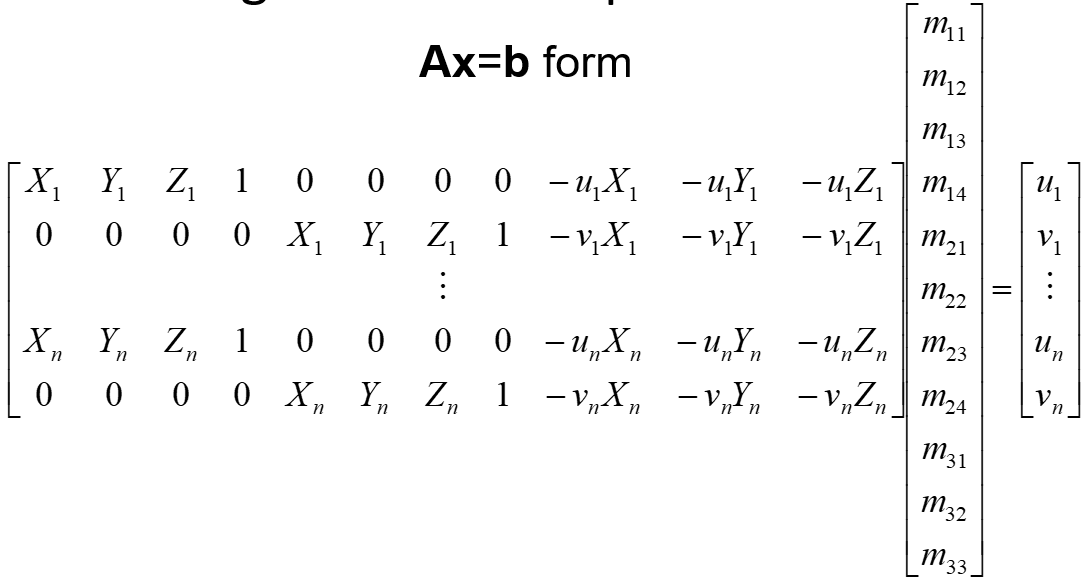 Ax=b form
m₁₁
m₁₂
m₁₃
X₁ Y₁ Z₁ 1 0 0 0 0 −u₁X₁ −u₁Y₁ −u₁Z₁ m₁₄ u₁
0 0 0 0 X₁ Y₁ Z₁ 1 −v₁X₁ −v₁Y₁ −v₁Z₁ m₂₁ v₁
⋮ m₂₂ = ⋮
Xₙ Yₙ Zₙ 1 0 0 0 0 −uₙXₙ −uₙYₙ −uₙZₙ m₂₃ uₙ
0 0 0 0 Xₙ Yₙ Zₙ 1 −vₙXₙ −vₙYₙ −vₙZₙ m₂₄ vₙ
m₃₁
m₃₂
m₃₃